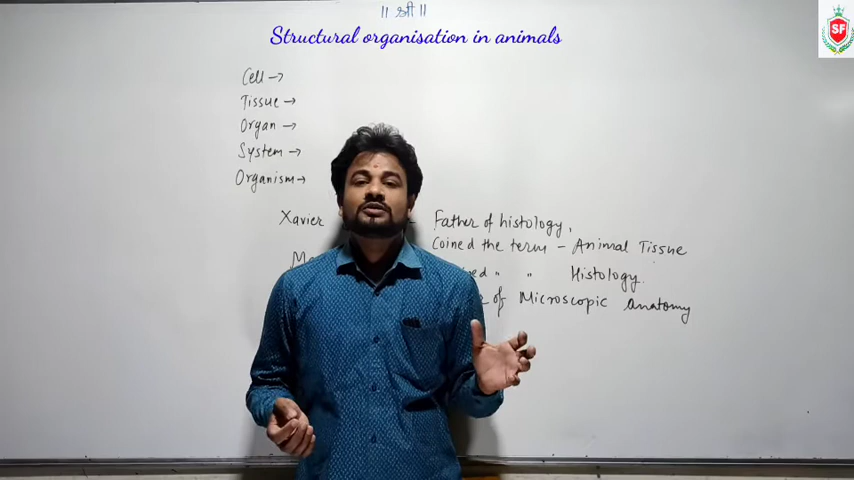 ॥ श्री ॥
Structural organisation in animals
SF
Cell →
Tissue →
Organ →
System →
Organism →
Xavier - Father of histology,
Coined the term - Animal Tissue
" " Histology
of Microscopic anatomy